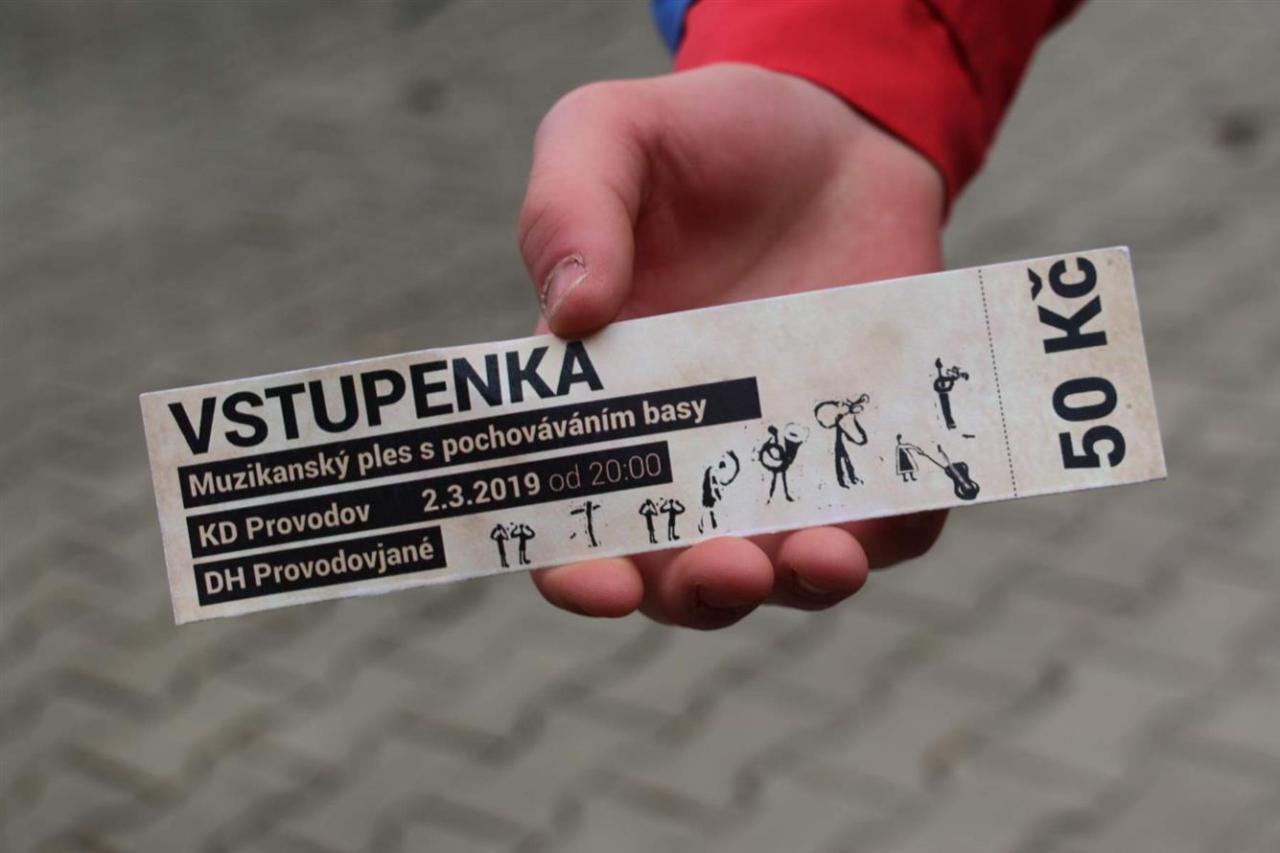 VSTUPENKA
Muzikanský ples s pochováváním basy
KD Provodov 2.3.2019 od 20:00
DH Provodovjané
50 Kč